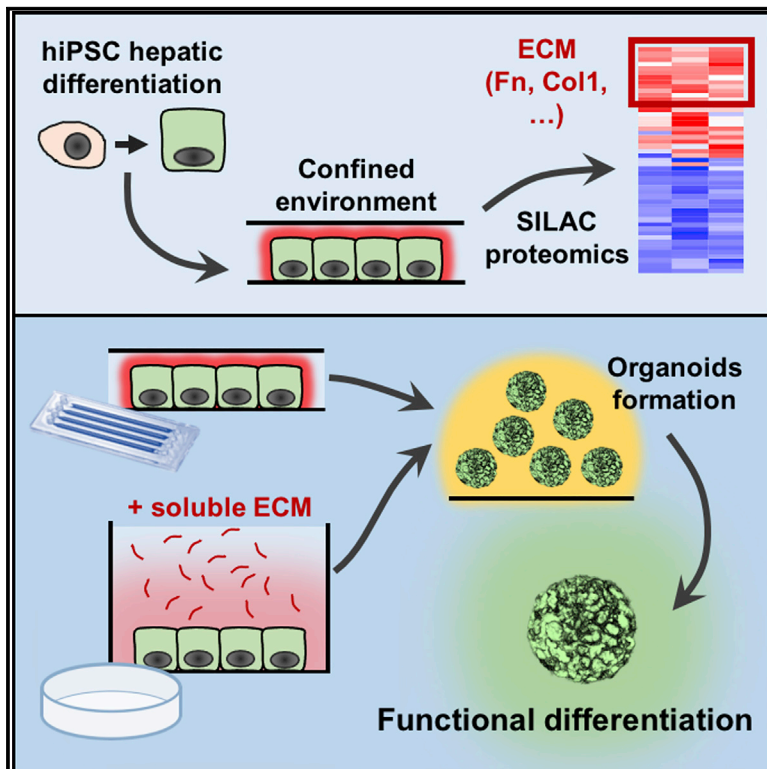 hiPSC hepatic
differentiation
ECM
(Fn, Col1,
...)
Confined
environment
SILAC
proteomics
Organoids
formation
+ soluble ECM
Functional differentiation